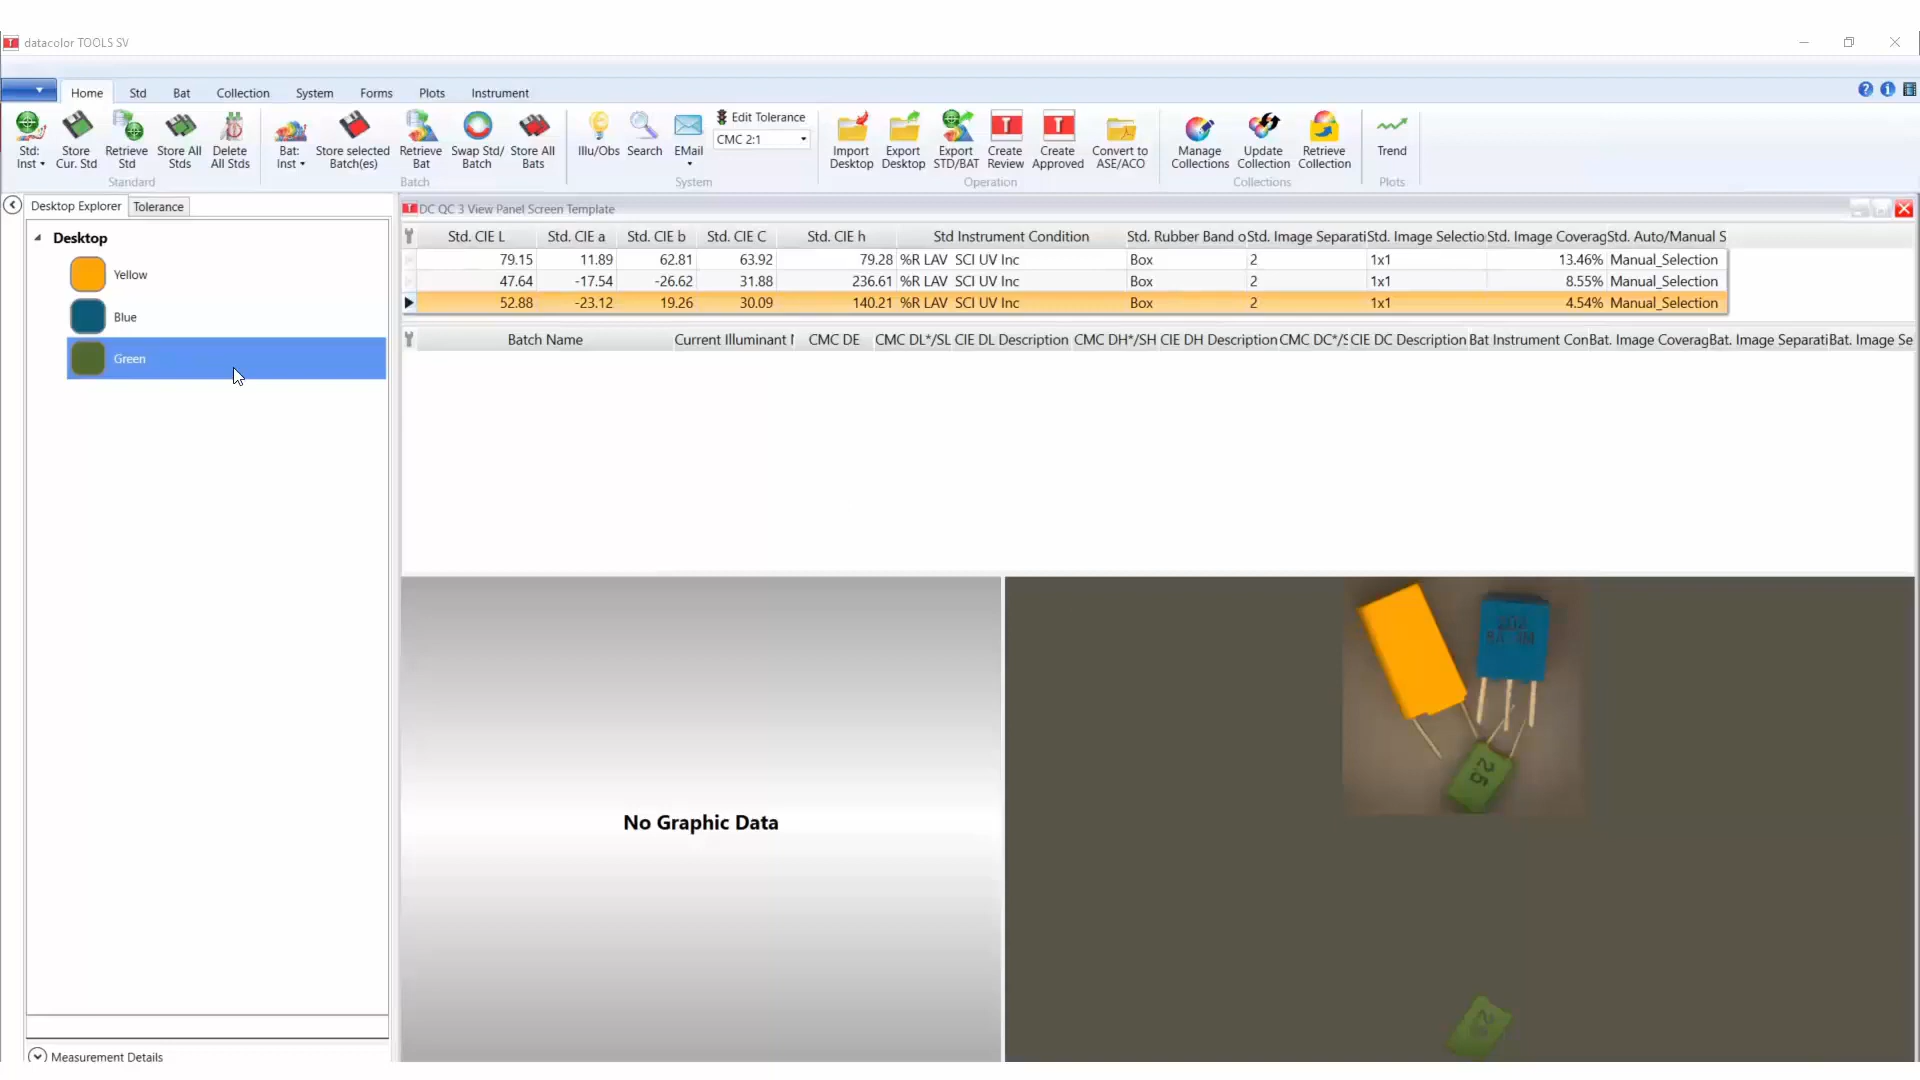 datacolor TOOLS SV
Home Std Bat Collection System Forms Plots Instrument
Std: Inst
Store Cur. Std
Retrieve Std
Store All Stds
Delete All Stds
Standard
Bat: Inst
Store selected Batch(es)
Retrieve Bat
Swap Std/ Batch
Store All Bats
Batch
Illu/Obs
Search
EMail
Edit Tolerance
CMC 2:1
System
Import Desktop
Export Desktop
Export STD/BAT
Create Review
Create Approved
Convert to ASE/ACO
Operation
Manage Collections
Update Collection
Retrieve Collection
Collections
Trend
Plots
Desktop Explorer Tolerance
Desktop
Yellow
Blue
Green
Measurement Details
DC QC 3 View Panel Screen Template
Std. CIE L Std. CIE a Std. CIE b Std. CIE C Std. CIE h Std Instrument Condition Std. Rubber Band o Std. Image Separati Std. Image Selectio Std. Image Coverag Std. Auto/Manual S
79.15 11.89 62.81 63.92 79.28 %R LAV SCI UV Inc Box 2 1x1 13.46% Manual_Selection
47.64 -17.54 -26.62 31.88 236.61 %R LAV SCI UV Inc Box 2 1x1 8.55% Manual_Selection
52.88 -23.12 19.26 30.09 140.21 %R LAV SCI UV Inc Box 2 1x1 4.54% Manual_Selection
Batch Name Current Illuminant CMC DE CMC DL*/SL CIE DL Description CMC DH*/SH CIE DH Description CMC DC*/S CIE DC Description Bat Instrument Con Bat. Image Coverag Bat. Image Separati Bat. Image Se
No Graphic Data